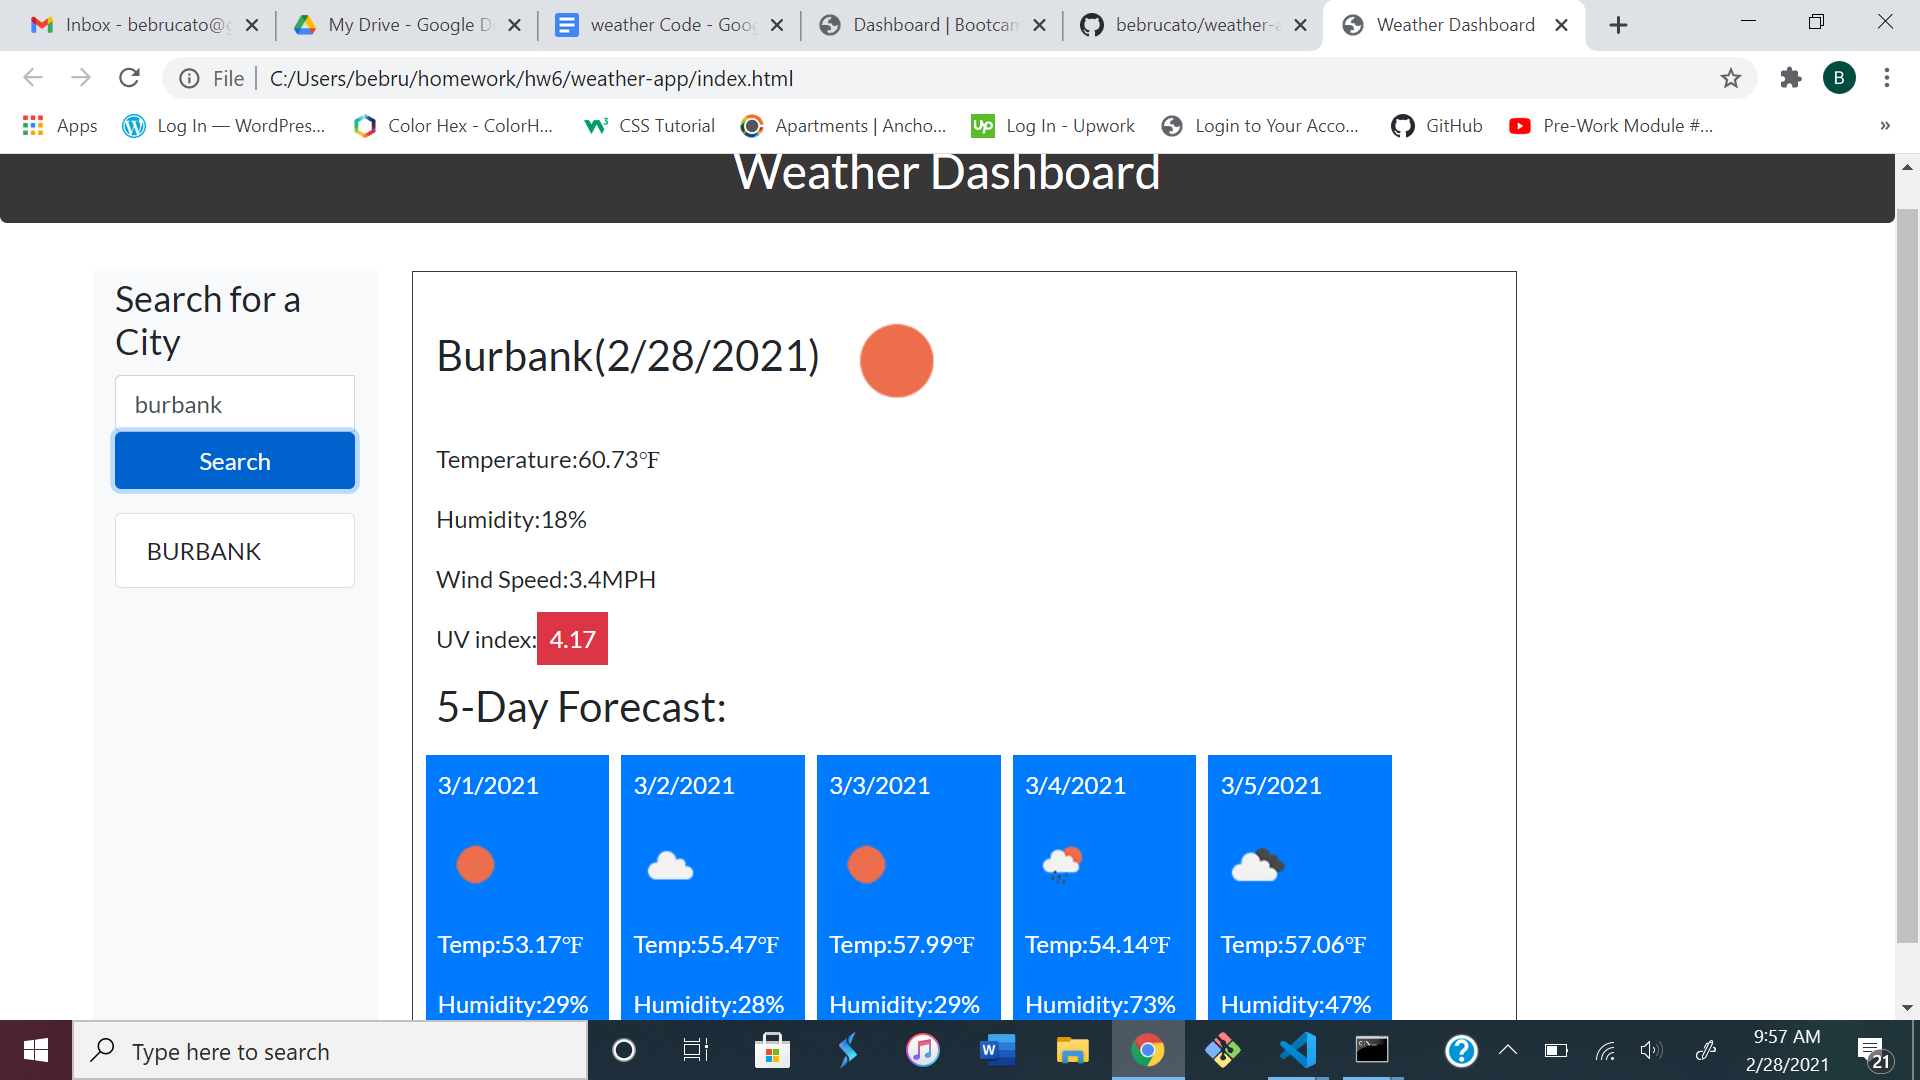 Inbox - bebrucato@g
My Drive - Google D
weather Code - Goog
Dashboard | Bootcam
bebrucato/weather-a
Weather Dashboard
File
C:/Users/bebru/homework/hw6/weather-app/index.html
B
Apps
Log In — WordPres...
Color Hex - ColorH...
CSS Tutorial
Apartments | Ancho...
Up
Log In - Upwork
Login to Your Acco...
GitHub
Pre-Work Module #...
»
Weather Dashboard
Search for a
City
burbank
Search
BURBANK
Burbank(2/28/2021)
Temperature:60.73℉
Humidity:18%
Wind Speed:3.4MPH
UV index: 4.17
5-Day Forecast:
3/1/2021
Temp:53.17℉
Humidity:29%
3/2/2021
Temp:55.47℉
Humidity:28%
3/3/2021
Temp:57.99℉
Humidity:29%
3/4/2021
Temp:54.14℉
Humidity:73%
3/5/2021
Temp:57.06℉
Humidity:47%
Type here to search
W
?
9:57 AM
2/28/2021
21